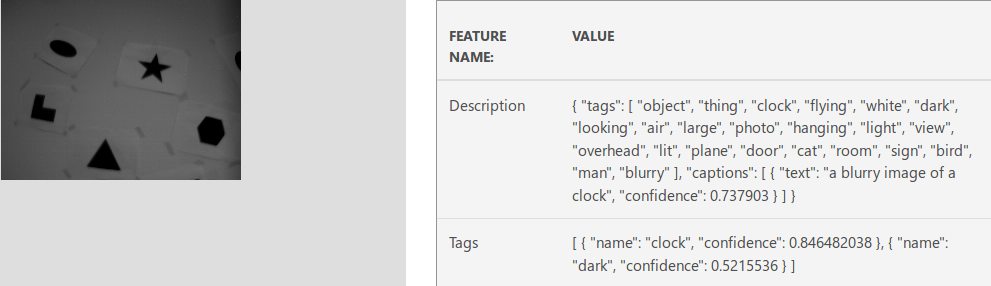 FEATURE
NAME:
VALUE
Description
{ "tags": [ "object", "thing", "clock", "flying", "white", "dark",
"looking", "air", "large", "photo", "hanging", "light", "view",
"overhead", "lit", "plane", "door", "cat", "room", "sign", "bird",
"man", "blurry" ], "captions": [ { "text": "a blurry image of a
clock", "confidence": 0.737903 } ] }
Tags
[ { "name": "clock", "confidence": 0.846482038 }, { "name":
"dark", "confidence": 0.5215536 } ]